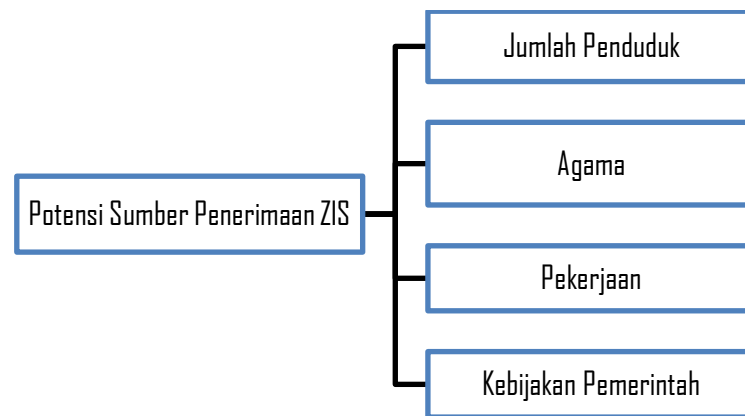 Jumlah Penduduk
Agama
Potensi Sumber Penerimaan ZIS
Pekerjaan
Kebijakan Pemerintah